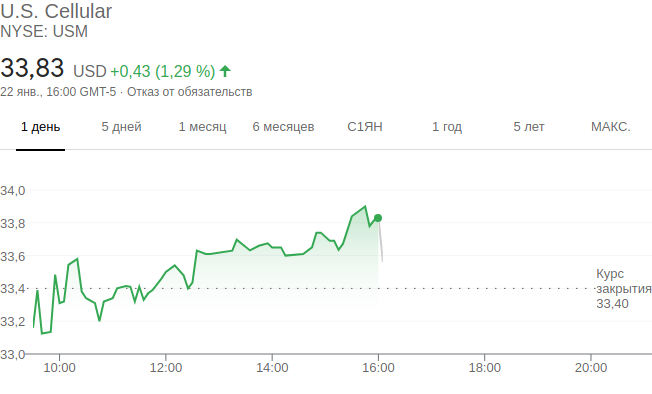 U.S. Cellular
NYSE: USM
33,83 USD +0,43 (1,29 %)
22 янв., 16:00 GMT-5 · Отказ от обязательств
1 день 5 дней 1 месяц 6 месяцев С1ЯН 1 год 5 лет МАКС.
34,0
33,8
33,6
Курс
33,4 закрытия
33,40
33,2
33,0
10:00 12:00 14:00 16:00 18:00 20:00